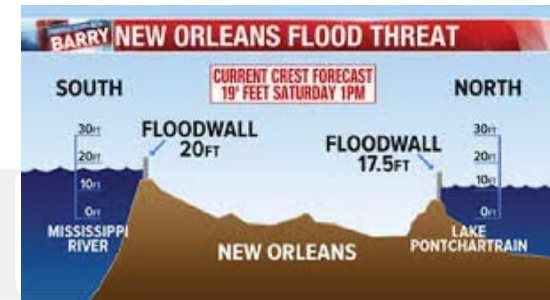 BARRY NEW ORLEANS FLOOD THREAT
CURRENT CREST FORECAST
19' FEET SATURDAY 1PM
SOUTH
NORTH
30FT
20FT
10FT
0FT
FLOODWALL
20FT
FLOODWALL
17.5FT
30FT
20FT
10FT
0FT
MISSISSIPPI
RIVER
NEW ORLEANS
LAKE
PONTCHARTRAIN